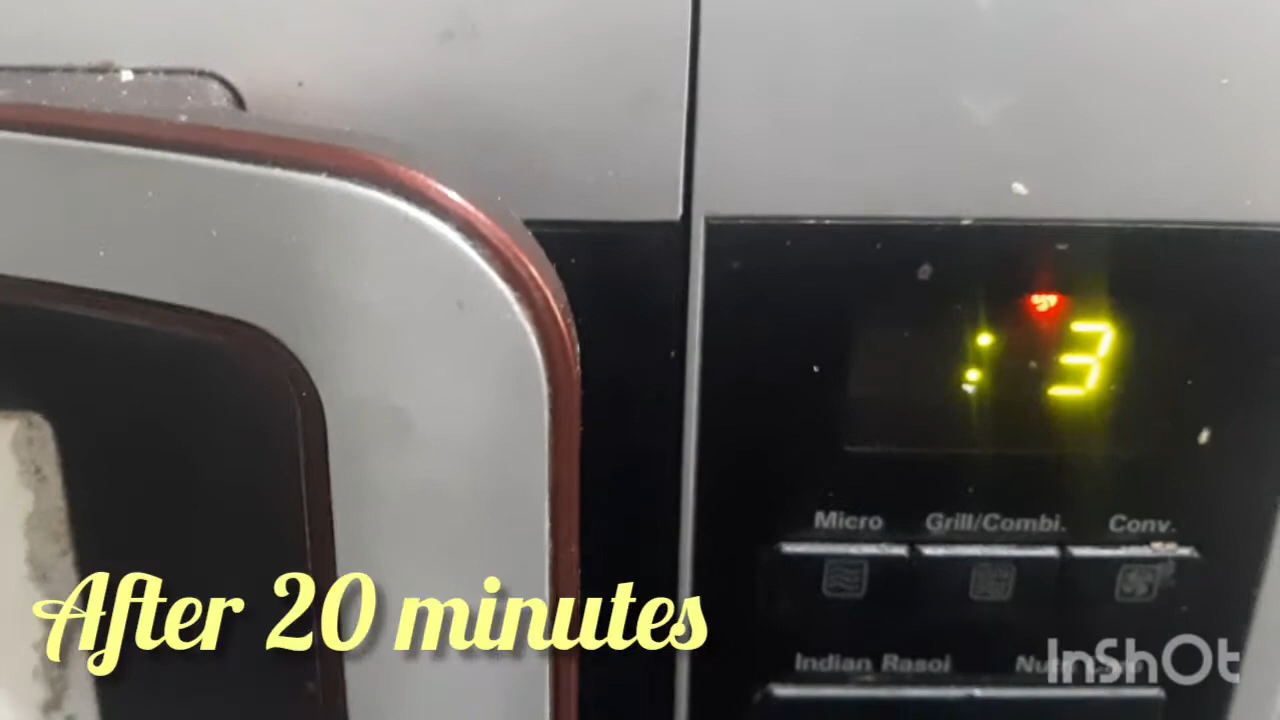 : 3
Micro Grill/Combi. Conv.
After 20 minutes
Indian Rasoi
InShOt